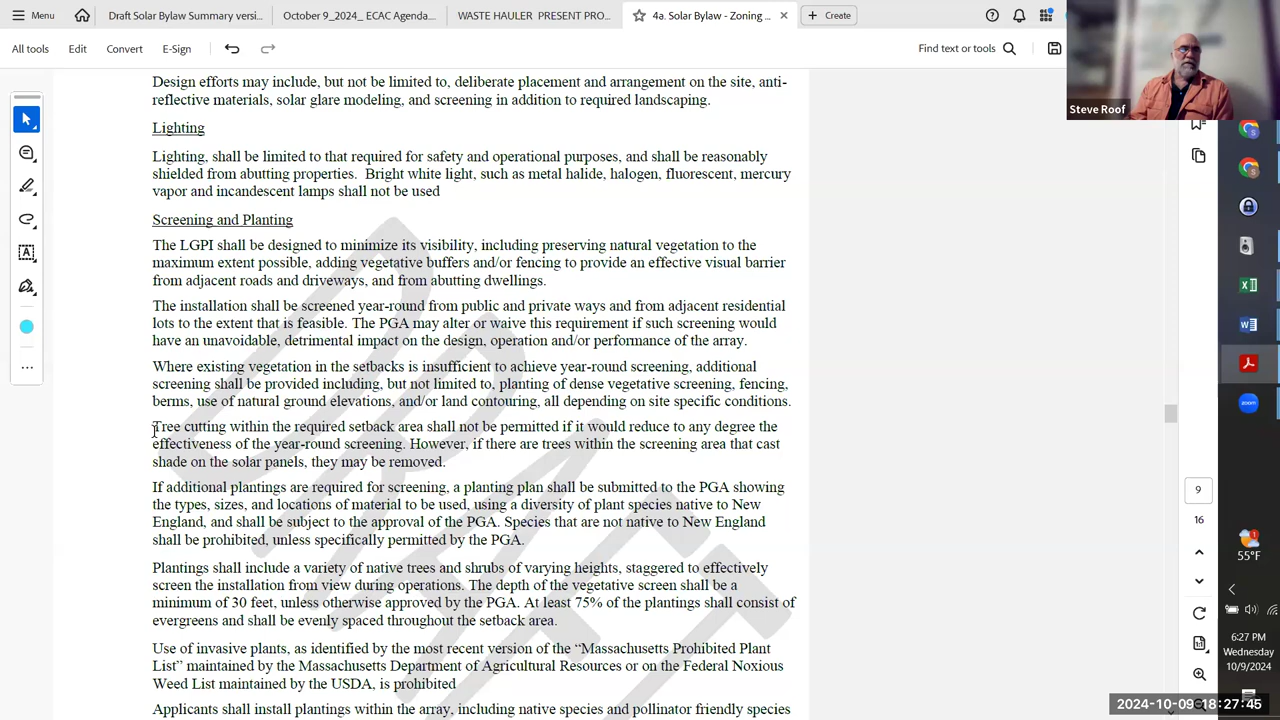 Menu
Draft Solar Bylaw Summary versi...
October 9_2024_ ECAC Agenda...
WASTE HAULER PRESENT PRO...
4a. Solar Bylaw - Zoning ...
Create
All tools
Edit
Convert
E-Sign
Find text or tools
Steve Roof
Design efforts may include, but not be limited to, deliberate placement and arrangement on the site, anti-
reflective materials, solar glare modeling, and screening in addition to required landscaping.
Lighting
Lighting, shall be limited to that required for safety and operational purposes, and shall be reasonably
shielded from abutting properties.  Bright white light, such as metal halide, halogen, fluorescent, mercury
vapor and incandescent lamps shall not be used
Screening and Planting
The LGPI shall be designed to minimize its visibility, including preserving natural vegetation to the
maximum extent possible, adding vegetative buffers and/or fencing to provide an effective visual barrier
from adjacent roads and driveways, and from abutting dwellings.
The installation shall be screened year-round from public and private ways and from adjacent residential
lots to the extent that is feasible. The PGA may alter or waive this requirement if such screening would
have an unavoidable, detrimental impact on the design, operation and/or performance of the array.
Where existing vegetation in the setbacks is insufficient to achieve year-round screening, additional
screening shall be provided including, but not limited to, planting of dense vegetative screening, fencing,
berms, use of natural ground elevations, and/or land contouring, all depending on site specific conditions.
Tree cutting within the required setback area shall not be permitted if it would reduce to any degree the
effectiveness of the year-round screening. However, if there are trees within the screening area that cast
shade on the solar panels, they may be removed.
If additional plantings are required for screening, a planting plan shall be submitted to the PGA showing
the types, sizes, and locations of material to be used, using a diversity of plant species native to New
England, and shall be subject to the approval of the PGA. Species that are not native to New England
shall be prohibited, unless specifically permitted by the PGA.
Plantings shall include a variety of native trees and shrubs of varying heights, staggered to effectively
screen the installation from view during operations. The depth of the vegetative screen shall be a
minimum of 30 feet, unless otherwise approved by the PGA. At least 75% of the plantings shall consist of
evergreens and shall be evenly spaced throughout the setback area.
Use of invasive plants, as identified by the most recent version of the “Massachusetts Prohibited Plant
List” maintained by the Massachusetts Department of Agricultural Resources or on the Federal Noxious
Weed List maintained by the USDA, is prohibited
Applicants shall install plantings within the array, including native species and pollinator friendly species
9
16
1
55°F
6:27 PM
Wednesday
10/9/2024
zoom
2024-10-09 18:27:45